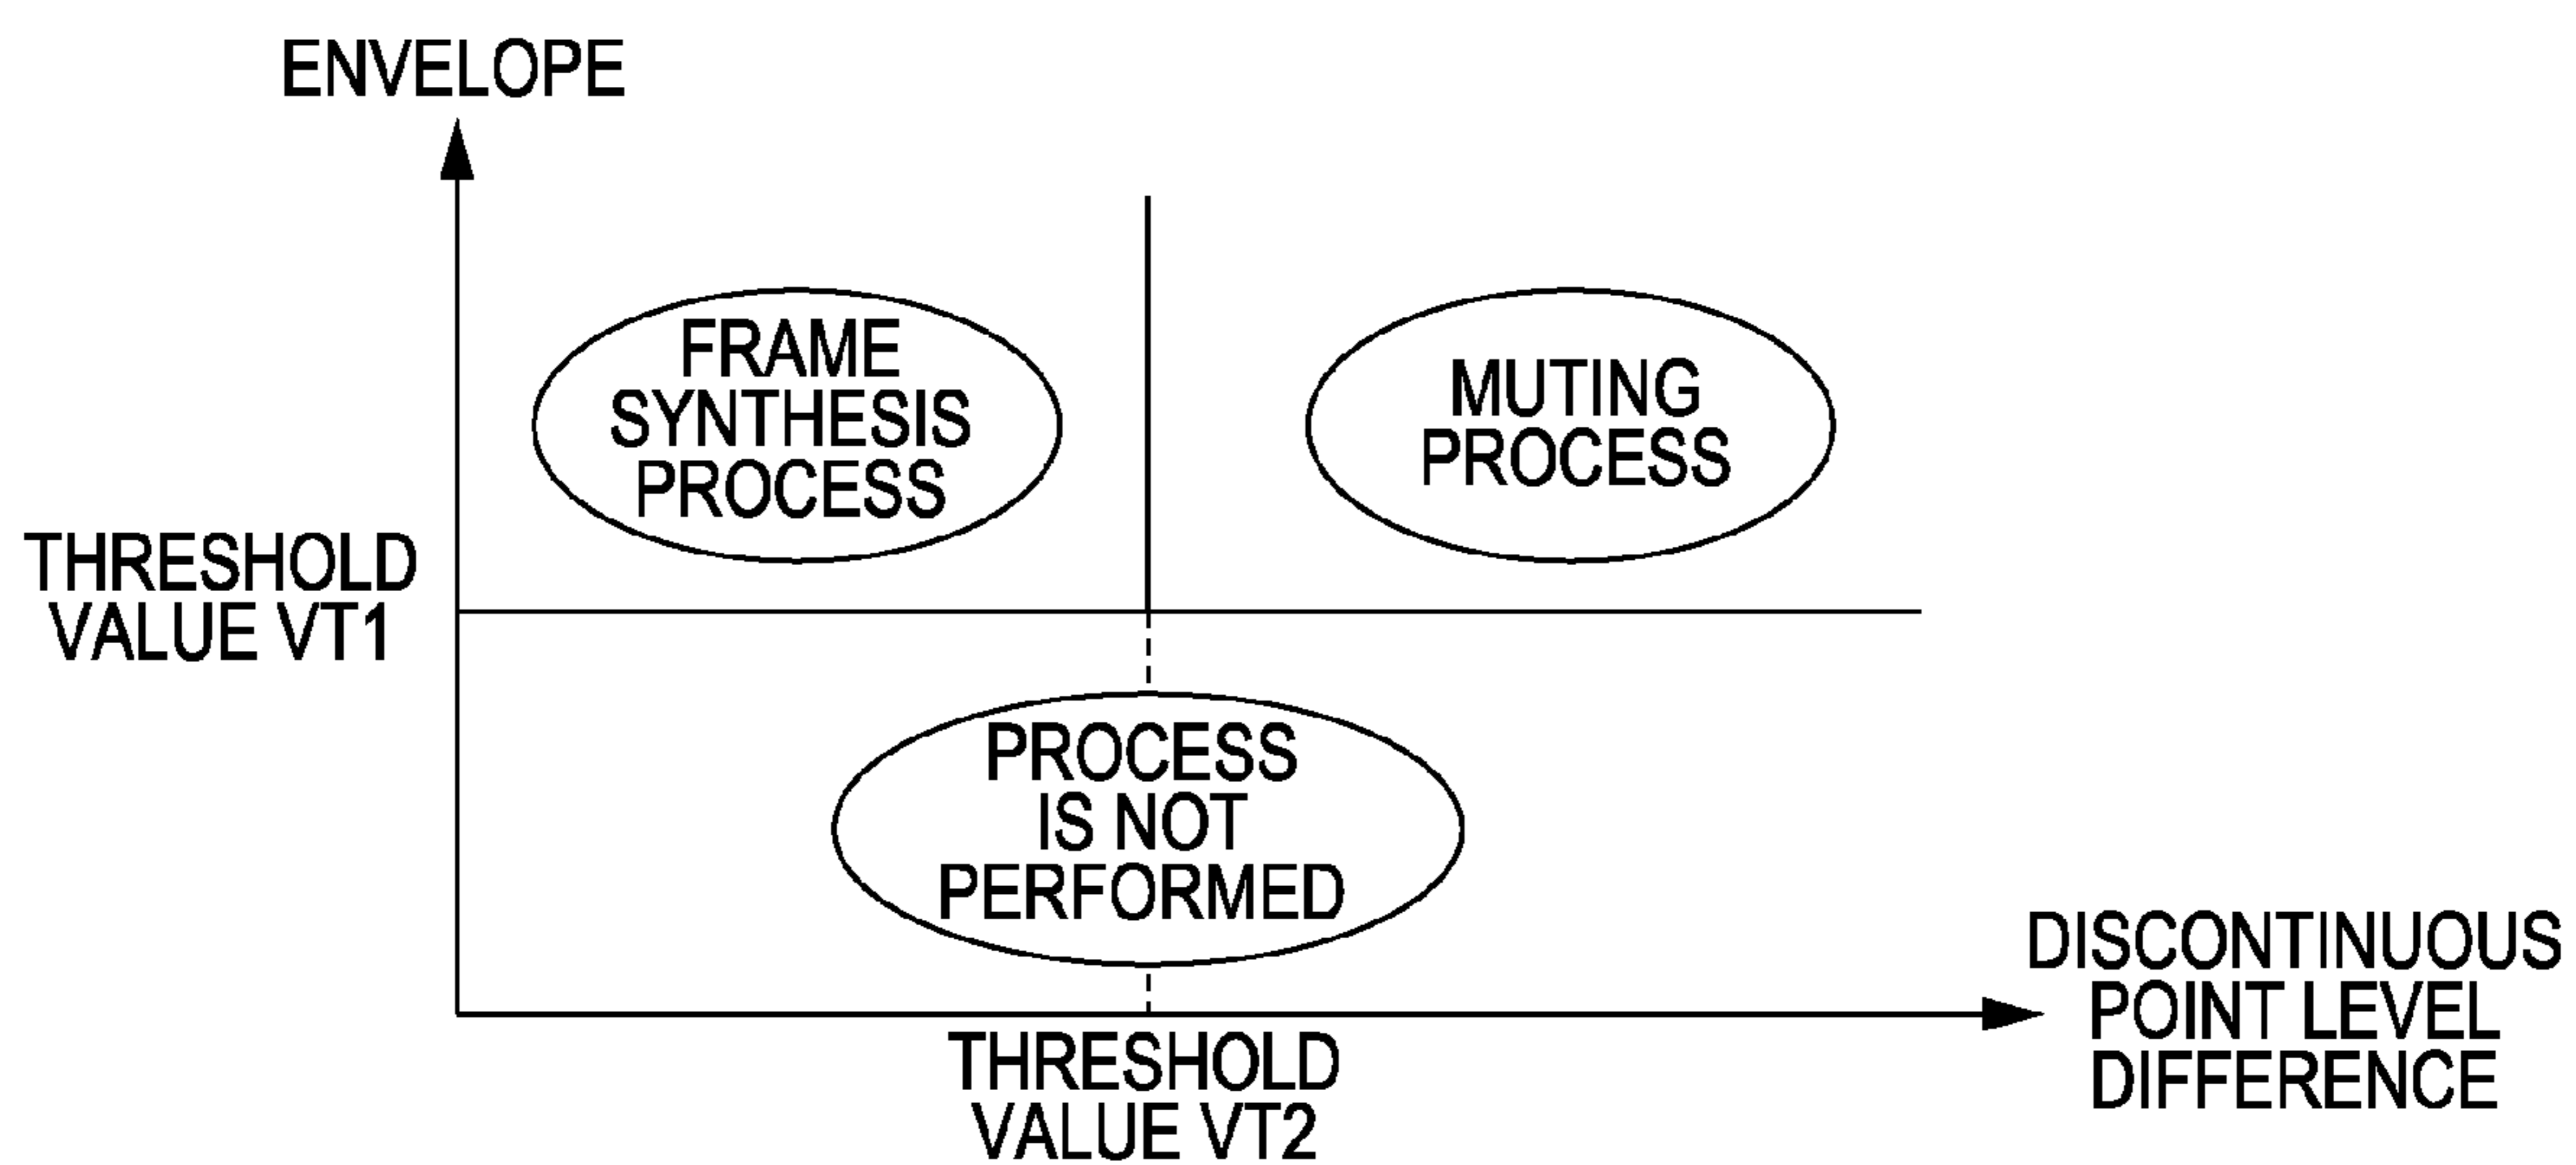 ENVELOPE
FRAME
SYNTHESIS
PROCESS
MUTING
PROCESS
THRESHOLD
VALUE VT1
PROCESS
IS NOT
PERFORMED
DISCONTINUOUS
POINT LEVEL
DIFFERENCE
THRESHOLD
VALUE VT2